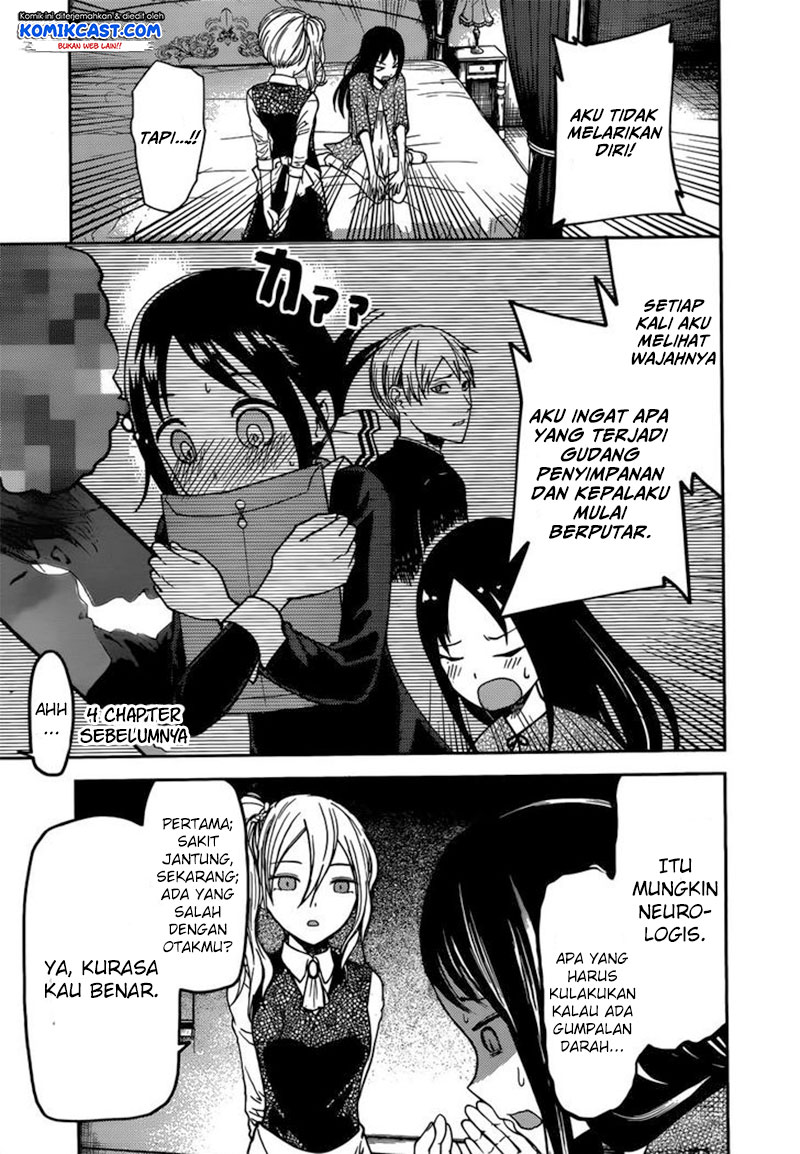 Komik ini diterjemahkan & diedit oleh
KOMIKCAST.COM
BUKAN WEB LAIN!!
AKU TIDAK
MELARIKAN
DIRI!
TAPI...!!
SETIAP
KALI AKU
MELIHAT
WAJAHNYA
AKU INGAT APA
YANG TERJADI
GUDANG
PENYIMPANAN
DAN KEPALAKU
MULAI
BERPUTAR.
カァァ
AHH
...
4 CHAPTER
SEBELUMNYA
ITU
MUNGKIN
NEURO-
LOGIS.
APA YANG
HARUS
KULAKUKAN
KALAU ADA
GUMPALAN
DARAH...
PERTAMA;
SAKIT
JANTUNG,
SEKARANG;
ADA YANG
SALAH
DENGAN
OTAKMU?
YA, KURASA
KAU BENAR.